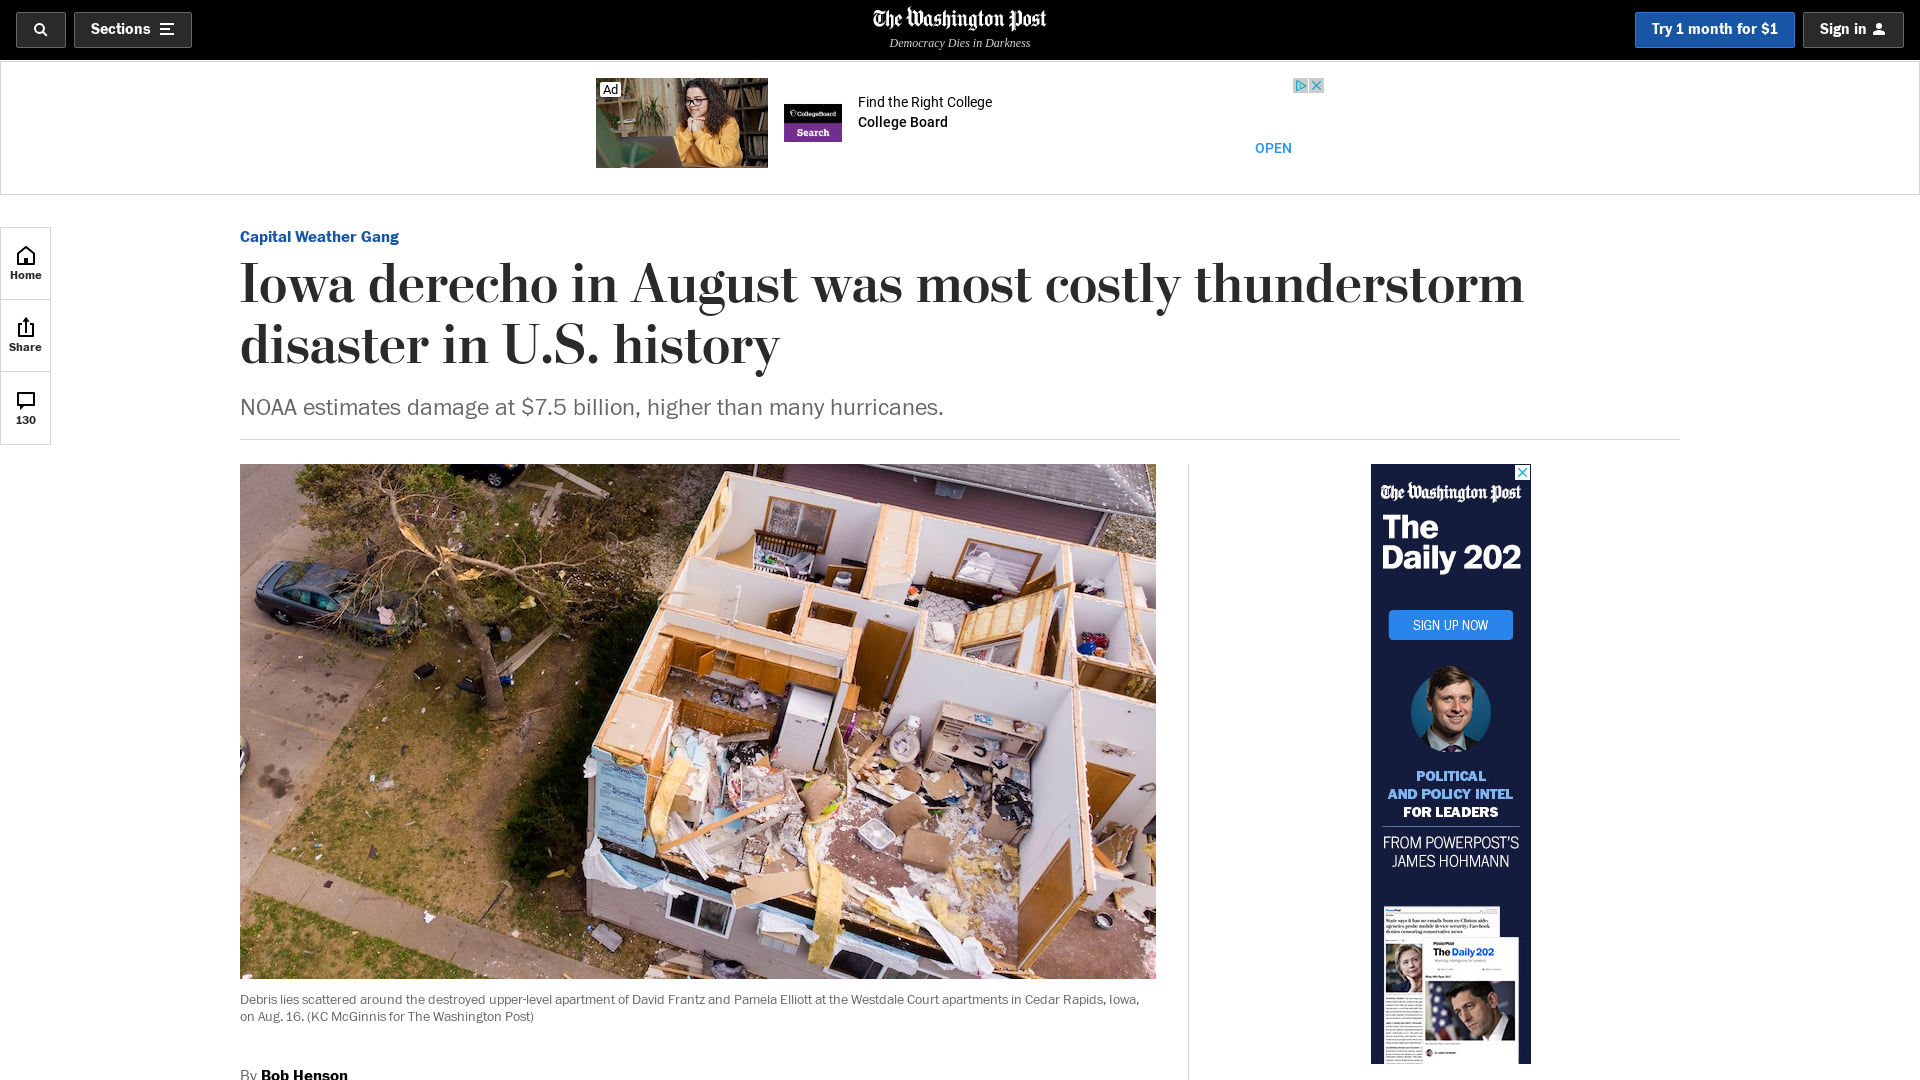 Sections
The Washington Post
Democracy Dies in Darkness
Try 1 month for $1
Sign in
Ad
CollegeBoard
Search
Find the Right College
College Board
OPEN
Home
Share
130
Capital Weather Gang
Iowa derecho in August was most costly thunderstorm
disaster in U.S. history
NOAA estimates damage at $7.5 billion, higher than many hurricanes.
Debris lies scattered around the destroyed upper-level apartment of David Frantz and Pamela Elliott at the Westdale Court apartments in Cedar Rapids, Iowa,
on Aug. 16. (KC McGinnis for The Washington Post)
By Bob Henson
The Washington Post
The
Daily 202
SIGN UP NOW
POLITICAL
AND POLICY INTEL
FOR LEADERS
FROM POWERPOST'S
JAMES HOHMANN
PowerPost
The Daily 202